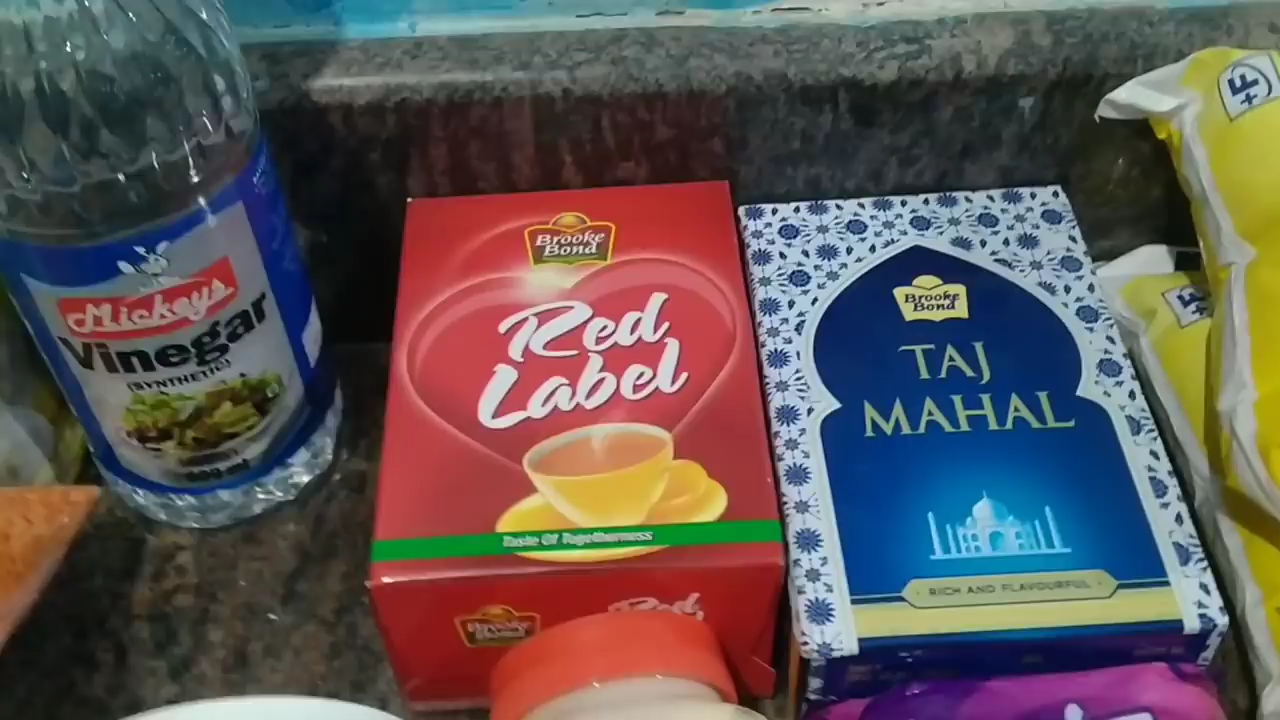 Mickeys
Vinegar
(SYNTHETIC)
Brooke
Bond
Red
Label
Taste Of Togetherness
Brooke
Bond
Red
Brooke
Bond
TAJ
MAHAL
RICH AND FLAVOURFUL
+F
+F